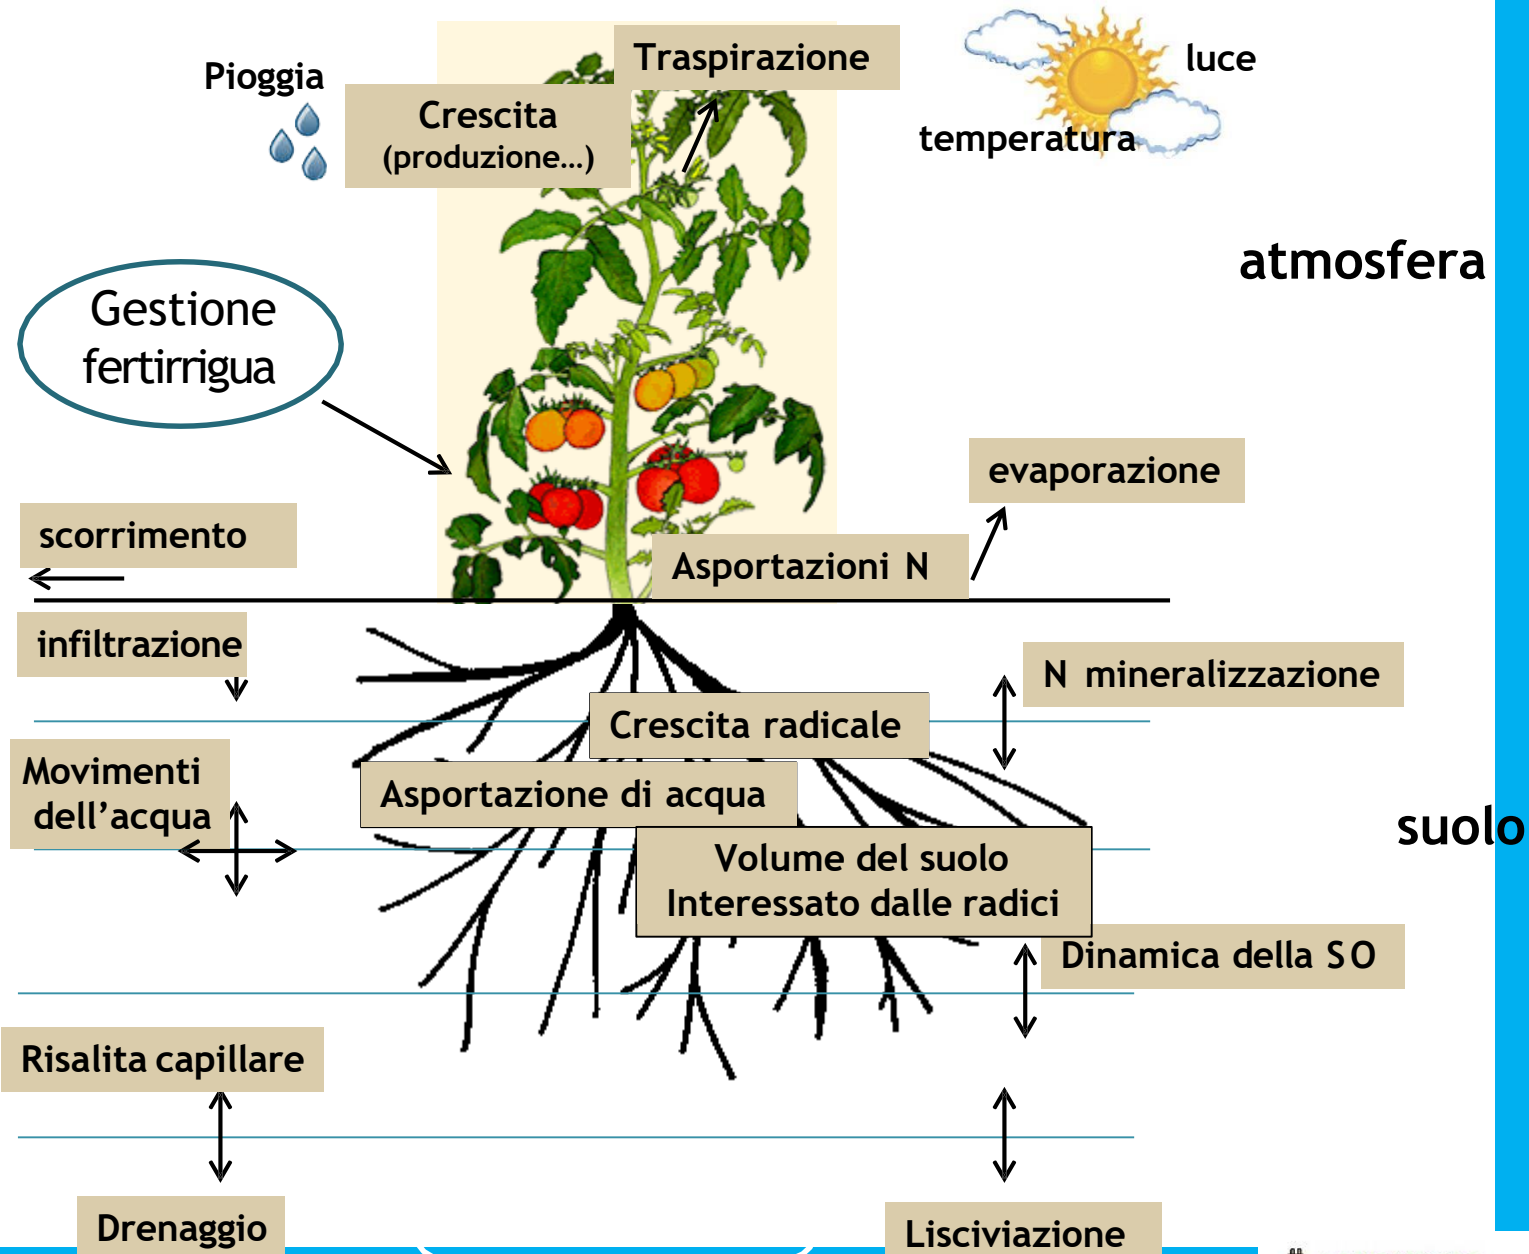 Traspirazione
luce
Pioggia
Crescita
(produzione…)
temperatura
atmosfera
Gestione
fertirrigua
evaporazione
scorrimento
Asportazioni N
infiltrazione
N mineralizzazione
Crescita radicale
Movimenti
dell’acqua
Asportazione di acqua
suolo
Volume del suolo
Interessato dalle radici
Dinamica della SO
Risalita capillare
Drenaggio
Lisciviazione